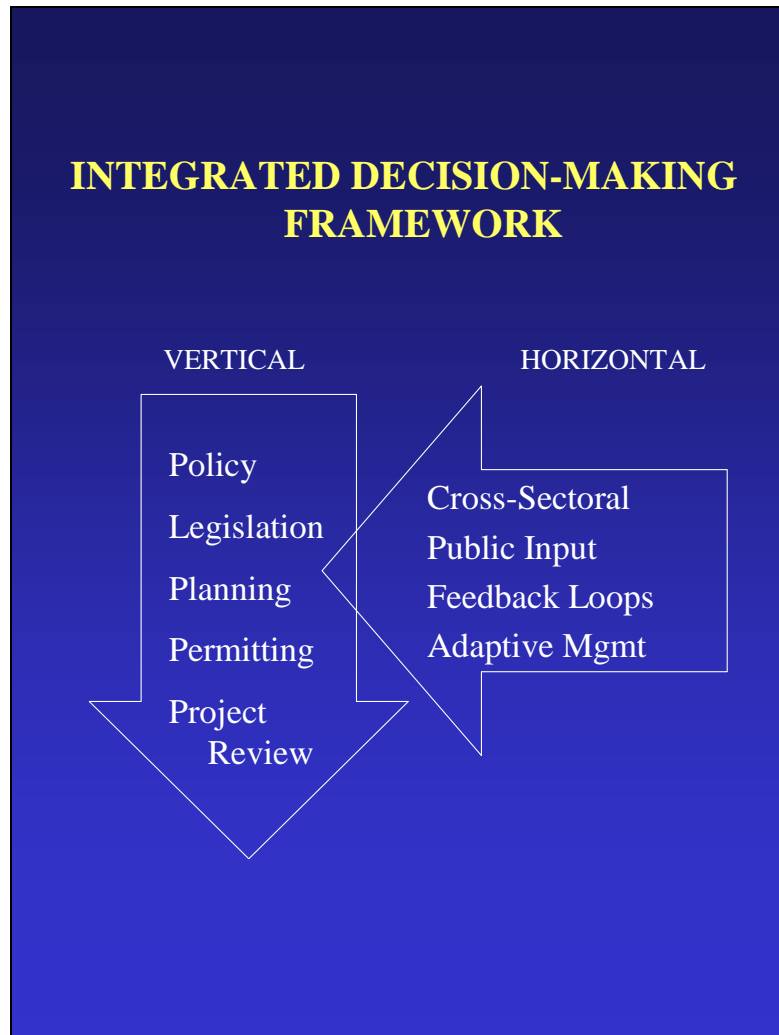 INTEGRATED DECISION-MAKING
FRAMEWORK
VERTICAL
Policy
Legislation
Planning
Permitting
Project
Review
HORIZONTAL
Cross-Sectoral
Public Input
Feedback Loops
Adaptive Mgmt